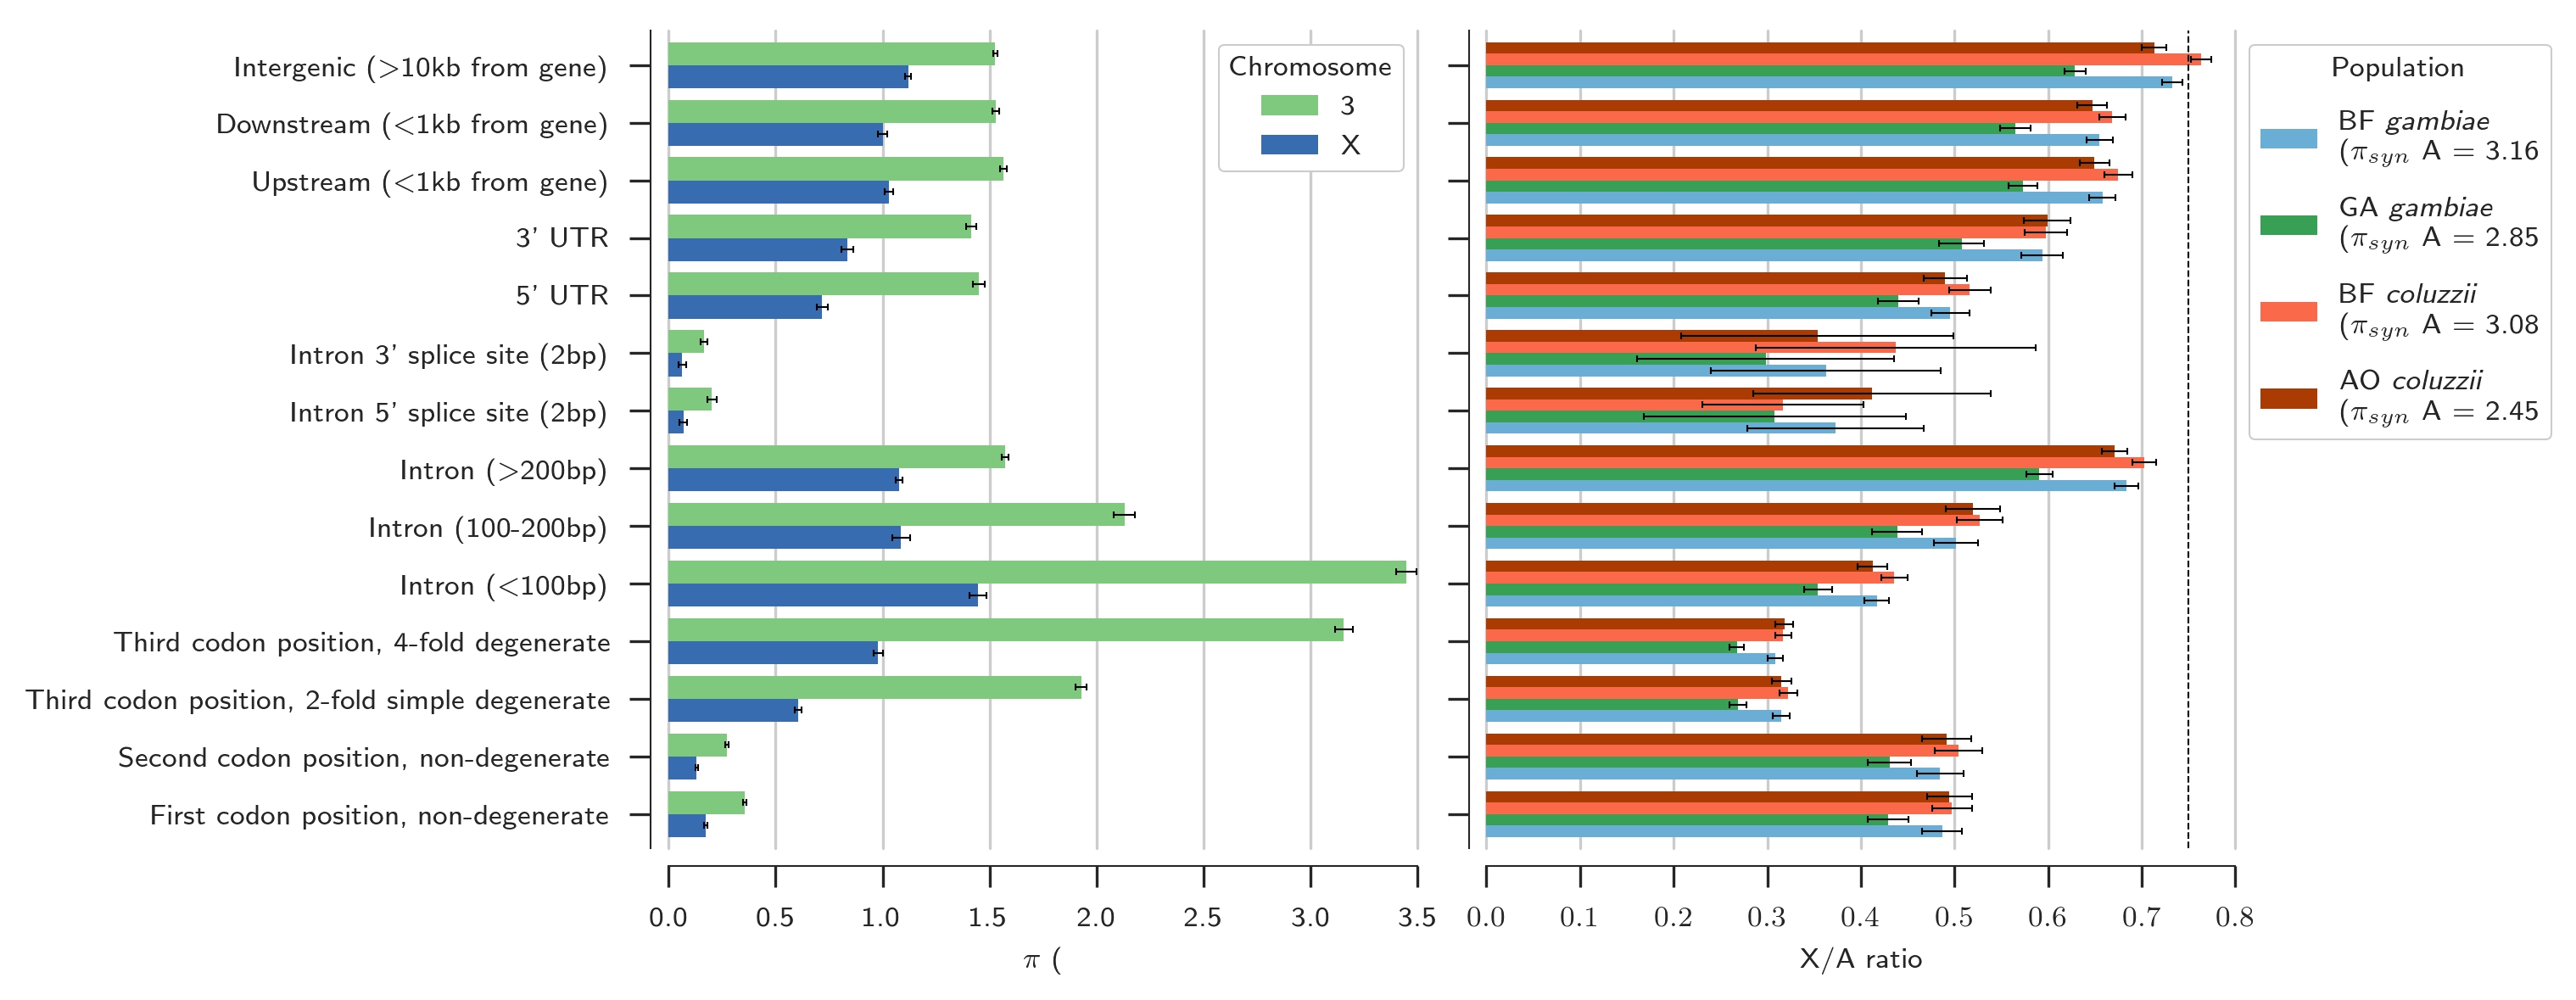 Intergenic (>10kb from gene)
Downstream (<1kb from gene)
Upstream (<1kb from gene)
3' UTR
5' UTR
Intron 3' splice site (2bp)
Intron 5' splice site (2bp)
Intron (>200bp)
Intron (100-200bp)
Intron (<100bp)
Third codon position, 4-fold degenerate
Third codon position, 2-fold simple degenerate
Second codon position, non-degenerate
First codon position, non-degenerate
Chromosome
3
X
0.0 0.5 1.0 1.5 2.0 2.5 3.0 3.5
π (
0.0 0.1 0.2 0.3 0.4 0.5 0.6 0.7 0.8
X/A ratio
Population
BF gambiae
(πsyn A = 3.16
GA gambiae
(πsyn A = 2.85
BF coluzzii
(πsyn A = 3.08
AO coluzzii
(πsyn A = 2.45